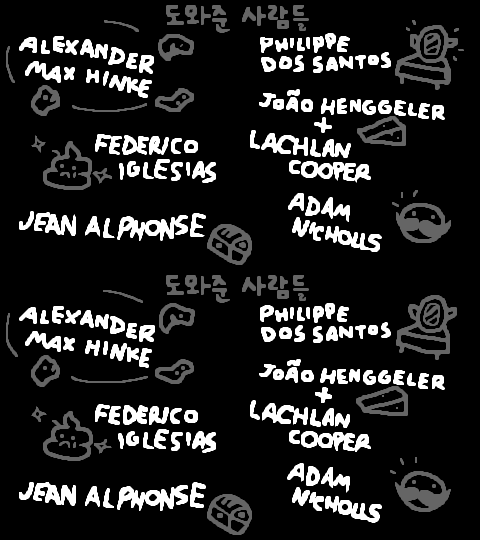 도와준 사람들
ALEXANDER
MAX HINKE
PHILIPPE
DOS SANTOS
JOÃO HENGGELER
+
LACHLAN
COOPER
FEDERICO
IGLESIAS
ADAM
NICHOLLS
JEAN ALPHONSE
도와준 사람들
ALEXANDER
MAX HINKE
PHILIPPE
DOS SANTOS
JOÃO HENGGELER
+
LACHLAN
COOPER
FEDERICO
IGLESIAS
ADAM
NICHOLLS
JEAN ALPHONSE